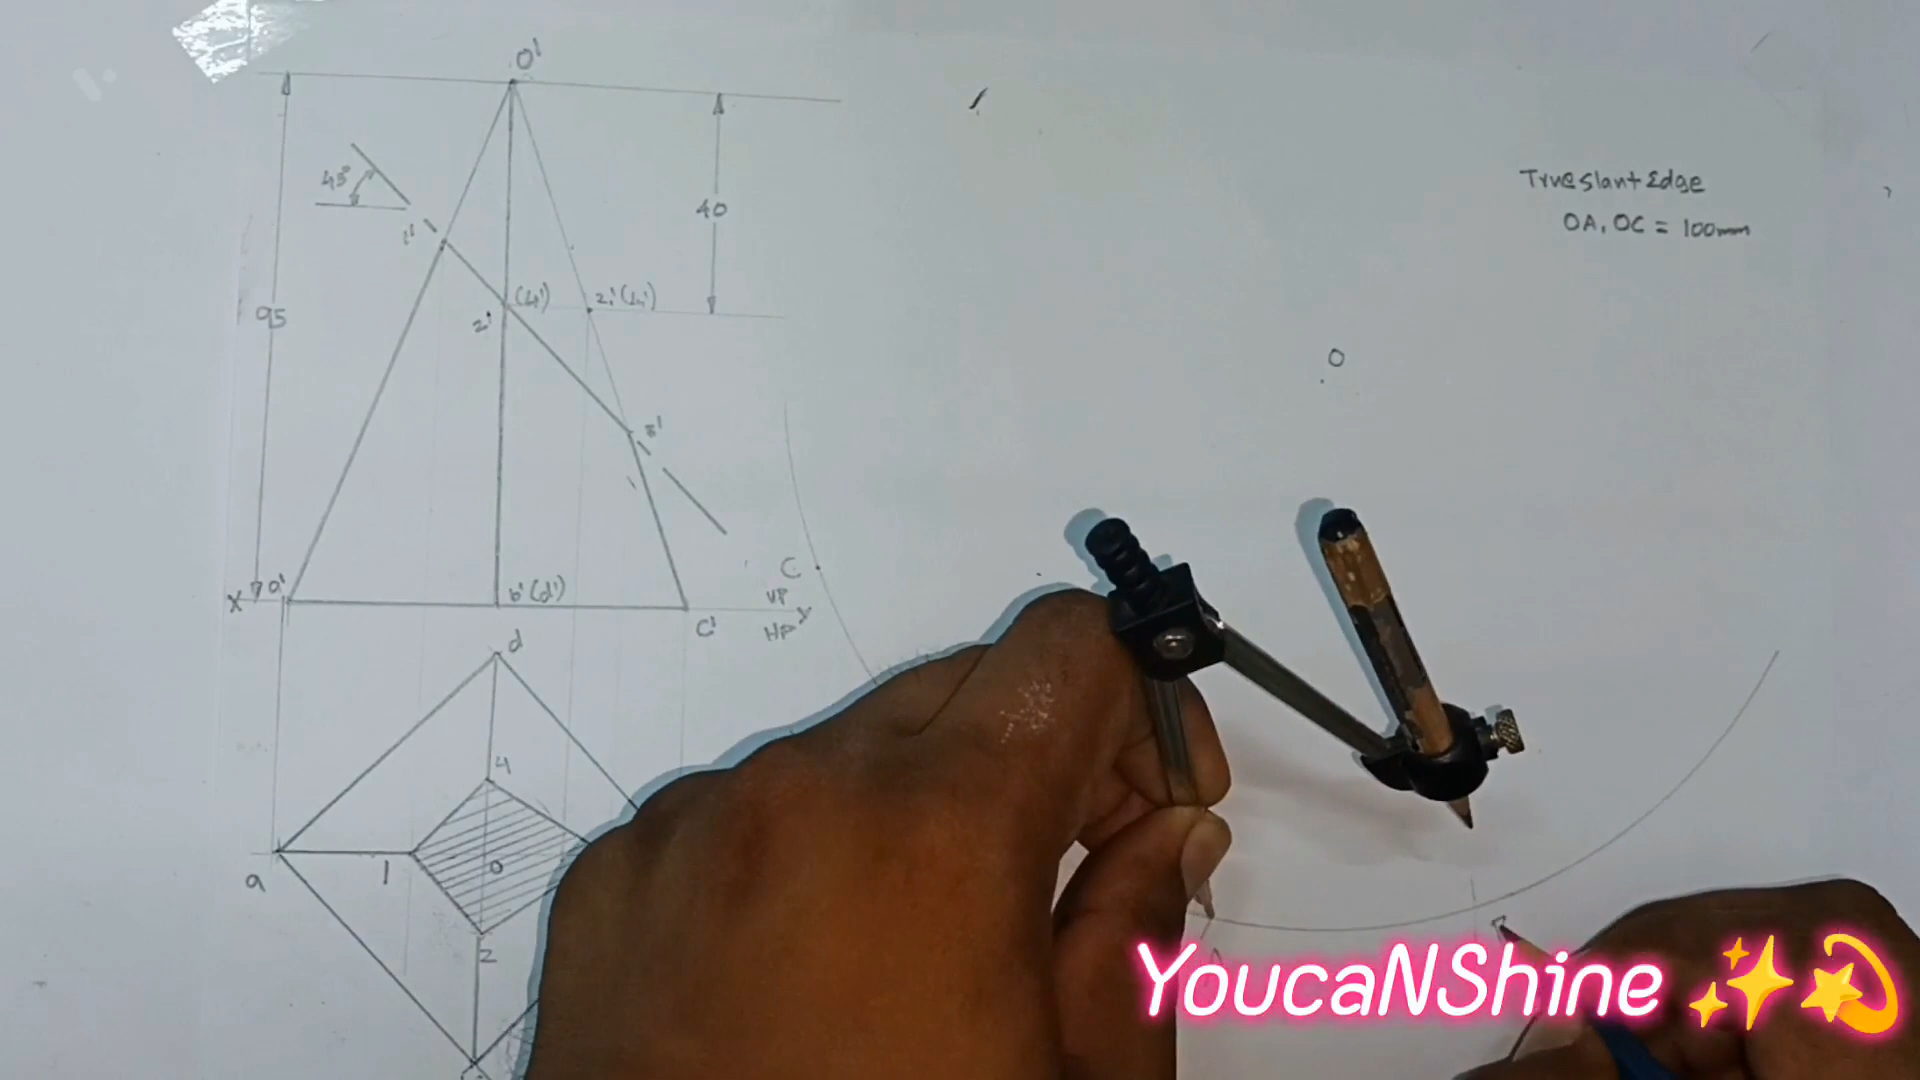 O'
45°
1'
40
95
(4')
2'
2,'(4,')
3'
True slant Edge
OA, OC = 100mm
O
X
a'
b'(d')
c'
C
VP
HP
Y
d
4
1
o
a
2
YoucaNShine